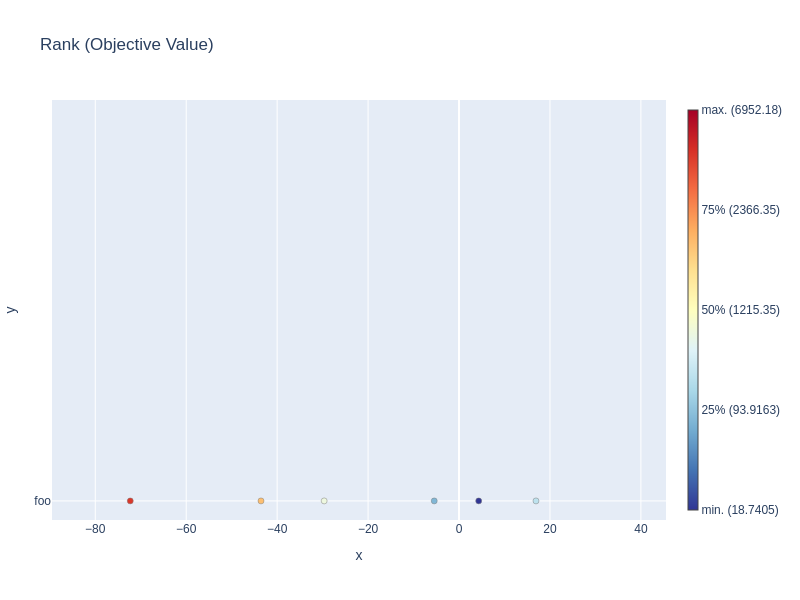 Rank (Objective Value)
max. (6952.18)
75% (2366.35)
50% (1215.35)
25% (93.9163)
min. (18.7405)
y
foo
−80 −60 −40 −20 0 20 40
x